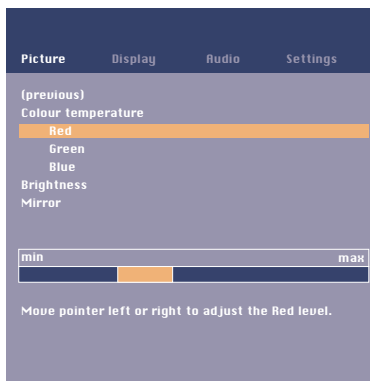 Picture Display Audio Settings
(previous)
Colour temperature
Red
Green
Blue
Brightness
Mirror
min max
Move pointer left or right to adjust the Red level.